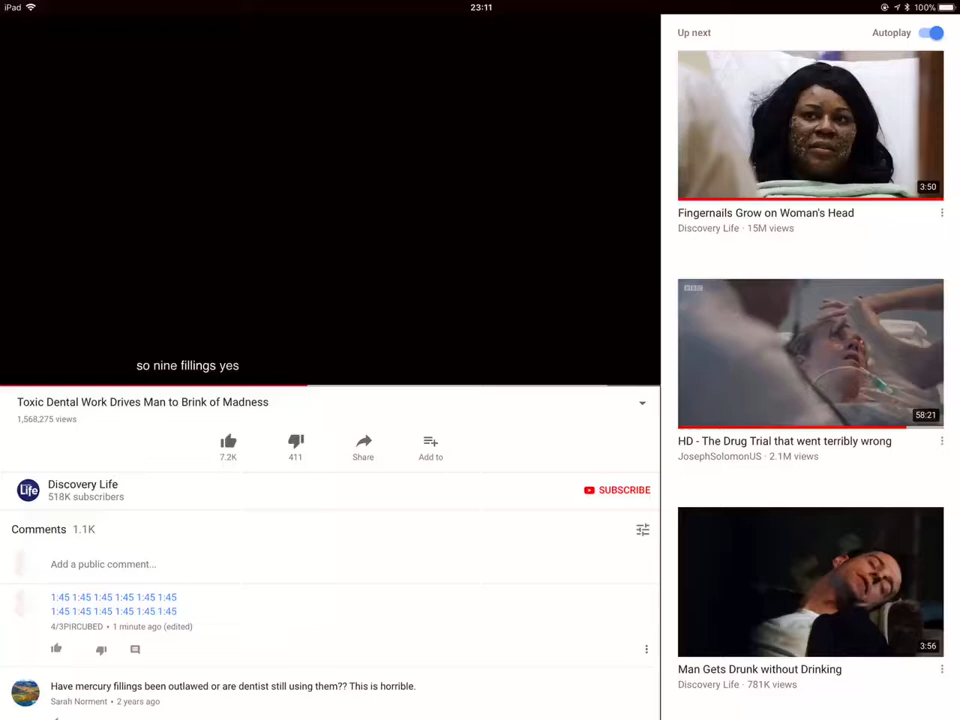 iPad
23:11
100%
so nine fillings yes
Toxic Dental Work Drives Man to Brink of Madness
1,568,275 views
7.2K
411
Share
Add to
Life
Discovery Life
518K subscribers
SUBSCRIBE
Comments 1.1K
Add a public comment...
1:45 1:45 1:45 1:45 1:45 1:45
1:45 1:45 1:45 1:45 1:45 1:45
4/3PIRCUBED • 1 minute ago (edited)
Have mercury fillings been outlawed or are dentist still using them?? This is horrible.
Sarah Norment • 2 years ago
Up next
Autoplay
3:50
Fingernails Grow on Woman's Head
Discovery Life · 15M views
BBC
58:21
HD - The Drug Trial that went terribly wrong
JosephSolomonUS · 2.1M views
3:56
Man Gets Drunk without Drinking
Discovery Life · 781K views